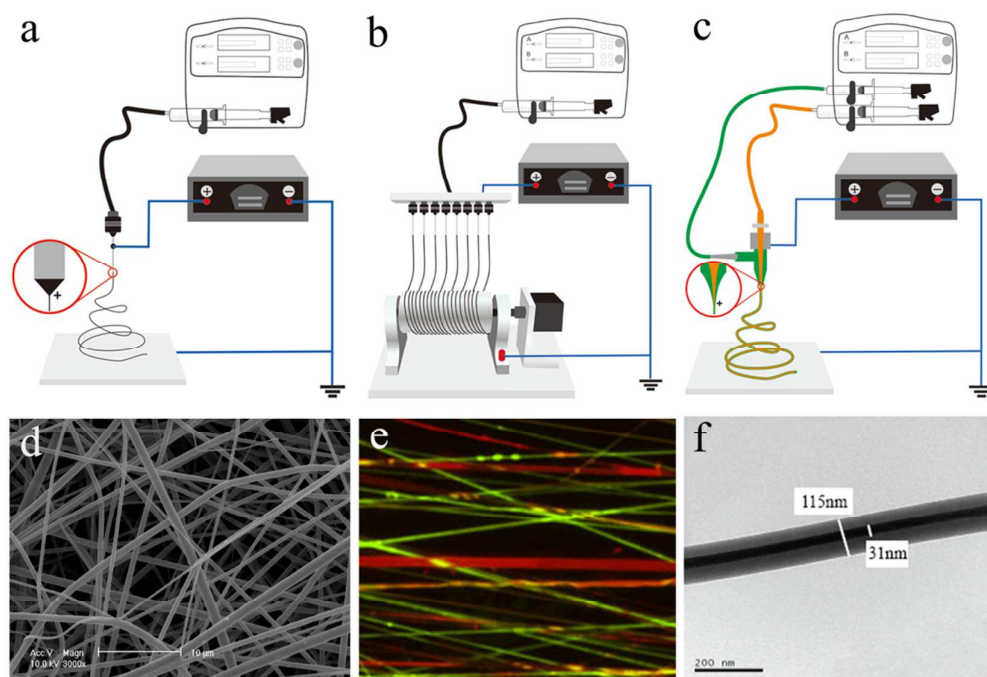 a
b
c
A
B
A
B
+
−
+
−
+
−
+
+
d
e
f
Acc.V Magn
10.0 kV 3000x
10 μm
115nm
31nm
200 nm